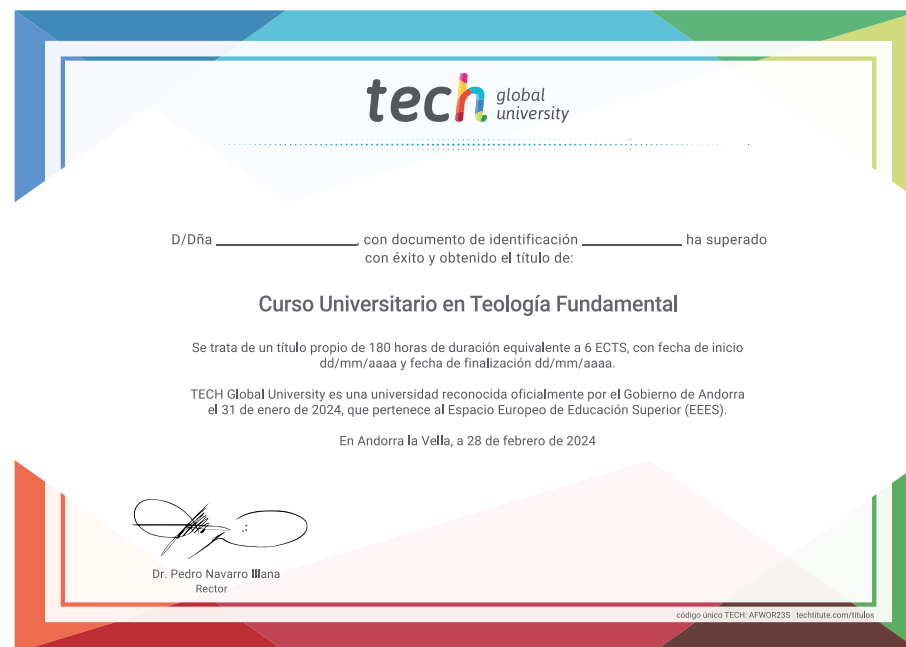 tech global university
D/Dña ____________, con documento de identificación ____________ ha superado
con éxito y obtenido el título de:
Curso Universitario en Teología Fundamental
Se trata de un título propio de 180 horas de duración equivalente a 6 ECTS, con fecha de inicio
dd/mm/aaaa y fecha de finalización dd/mm/aaaa.
TECH Global University es una universidad reconocida oficialmente por el Gobierno de Andorra
el 31 de enero de 2024, que pertenece al Espacio Europeo de Educación Superior (EEES).
En Andorra la Vella, a 28 de febrero de 2024
Dr. Pedro Navarro Illana
Rector
código único TECH: AFWOR23S techtitute.com/titulos